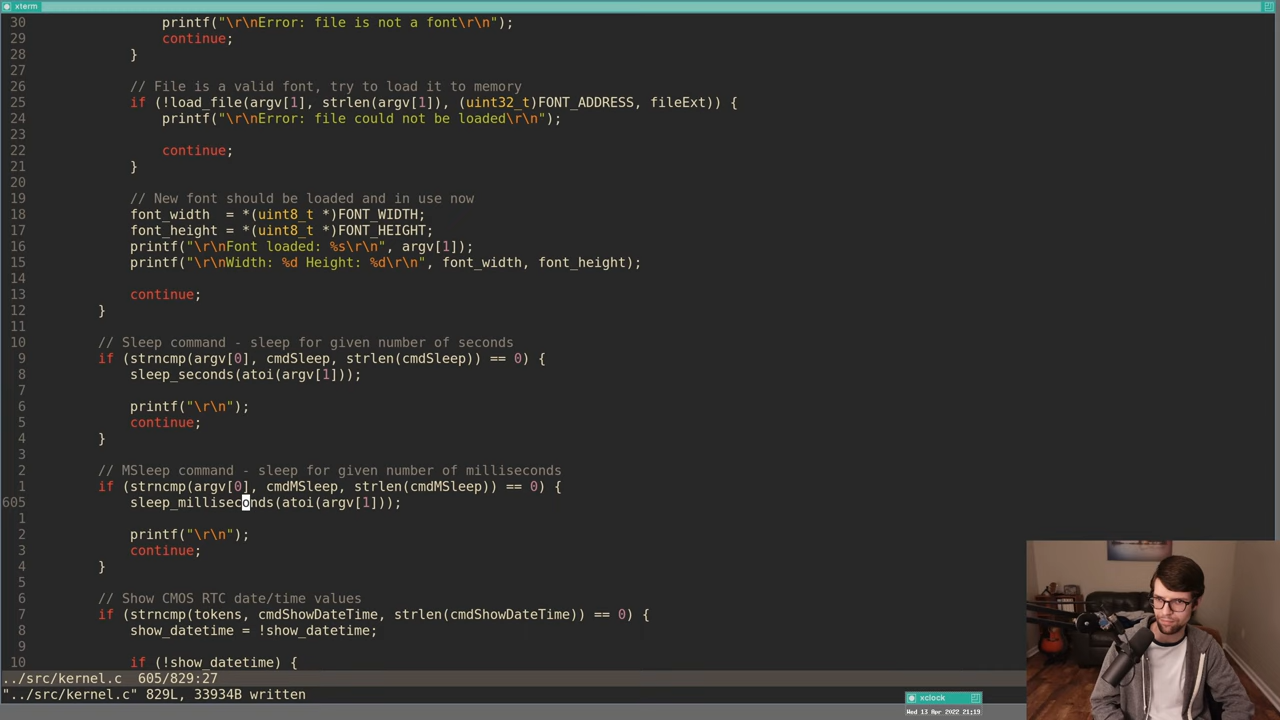 xterm
30 printf("\r\nError: file is not a font\r\n");
29 continue;
28 }
27
26 // File is a valid font, try to load it to memory
25 if (!load_file(argv[1], strlen(argv[1]), (uint32_t)FONT_ADDRESS, fileExt)) {
24 printf("\r\nError: file could not be loaded\r\n");
23
22 continue;
21 }
20
19 // New font should be loaded and in use now
18 font_width  = *(uint8_t *)FONT_WIDTH;
17 font_height = *(uint8_t *)FONT_HEIGHT;
16 printf("\r\nFont loaded: %s\r\n", argv[1]);
15 printf("\r\nWidth: %d Height: %d\r\n", font_width, font_height);
14
13 continue;
12 }
11
10 // Sleep command - sleep for given number of seconds
9 if (strncmp(argv[0], cmdSleep, strlen(cmdSleep)) == 0) {
8 sleep_seconds(atoi(argv[1]));
7
6 printf("\r\n");
5 continue;
4 }
3
2 // MSleep command - sleep for given number of milliseconds
1 if (strncmp(argv[0], cmdMSleep, strlen(cmdMSleep)) == 0) {
605 sleep_milliseconds(atoi(argv[1]));
1
2 printf("\r\n");
3 continue;
4 }
5
6 // Show CMOS RTC date/time values
7 if (strncmp(tokens, cmdShowDateTime, strlen(cmdShowDateTime)) == 0) {
8 show_datetime = !show_datetime;
9
10 if (!show_datetime) {
../src/kernel.c 605/829:27
"../src/kernel.c" 829L, 33934B written
xclock
Wed 13 Apr 2022 21:19